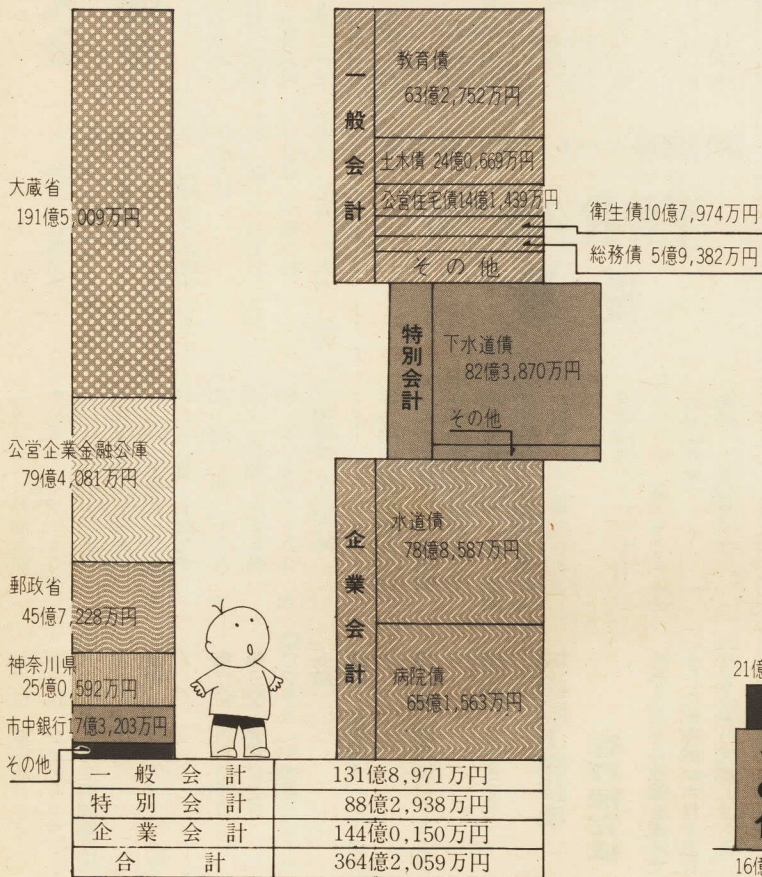 大蔵省
191億5,009万円
公営企業金融公庫
79億4,081万円
郵政省
45億7,228万円
神奈川県
25億0,592万円
市中銀行17億3,203万円
その他
一般会計
教育債
63億2,752万円
土木債 24億0,669万円
公営住宅債14億1,439万円
衛生債10億7,974万円
総務債 5億9,382万円
その他
特別会計
下水道債
82億3,870万円
その他
企業会計
水道債
78億8,587万円
病院債
65億1,563万円
一般会計 131億8,971万円
特別会計 88億2,938万円
企業会計 144億0,150万円
合計 364億2,059万円
21億
16億